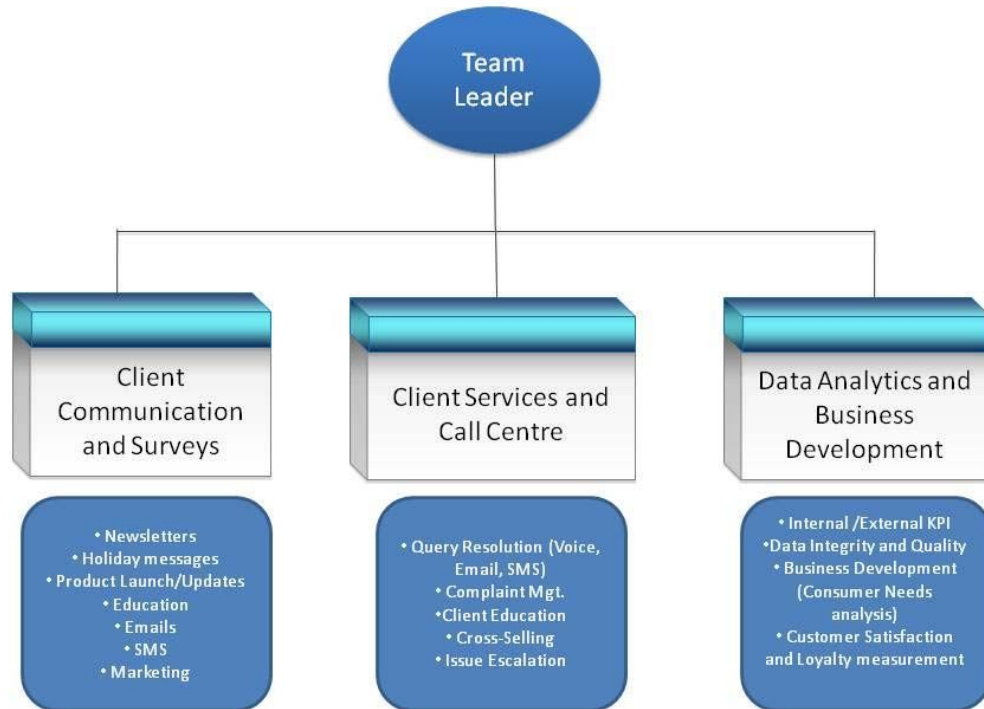 Team
Leader
Client
Communication
and Surveys
Client Services and
Call Centre
Data Analytics and
Business
Development
• Newsletters
• Holiday messages
• Product Launch/Updates
• Education
• Emails
• SMS
• Marketing
• Query Resolution (Voice,
Email, SMS)
• Complaint Mgt.
•Client Education
• Cross-Selling
• Issue Escalation
• Internal /External KPI
•Data Integrity and Quality
• Business Development
(Consumer Needs
analysis)
• Customer Satisfaction
and Loyalty measurement